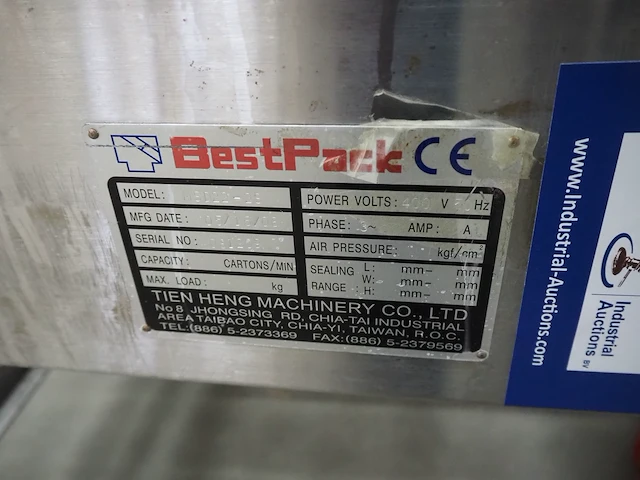 BestPack CE
MODEL:
MFG DATE:
SERIAL NO:
CAPACITY: CARTONS/MIN
MAX. LOAD: kg
POWER VOLTS: 400 V Hz
PHASE: 3~ AMP: A
AIR PRESSURE: kgf/cm²
SEALING L: mm- mm
RANGE W: mm- mm
H: mm- mm
TIEN HENG MACHINERY CO., LTD
No 8 JHONGSING RD, CHIA-TAI INDUSTRIAL
AREA TAIBAO CITY, CHIA-YI, TAIWAN, R.O.C.
TEL:(886) 5-2373369 FAX:(886) 5-2379569
www.Industrial-Auctions.com
Industrial
Auctions BV